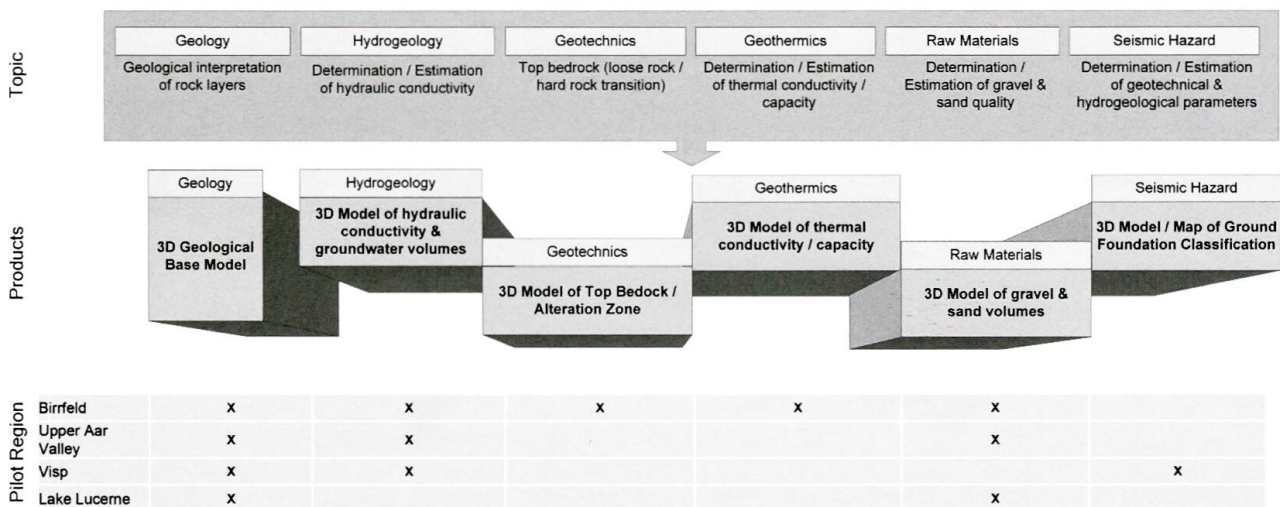 Topic
Geology
Geological interpretation
of rock layers
Hydrogeology
Determination / Estimation
of hydraulic conductivity
Geotechnics
Top bedrock (loose rock /
hard rock transition)
Geothermics
Determination / Estimation
of thermal conductivity /
capacity
Raw Materials
Determination /
Estimation of gravel &
sand quality
Seismic Hazard
Determination / Estimation
of geotechnical &
hydrogeological parameters
Products
Geology
3D Geological
Base Model
Hydrogeology
3D Model of hydraulic
conductivity &
groundwater volumes
Geotechnics
3D Model of Top Bedock /
Alteration Zone
Geothermics
3D Model of thermal
conductivity / capacity
Raw Materials
3D Model of gravel &
sand volumes
Seismic Hazard
3D Model / Map of Ground
Foundation Classification
Pilot Region
Birrfeld x x x x x
Upper Aar
Valley x x x
Visp x x x
Lake Lucerne x x